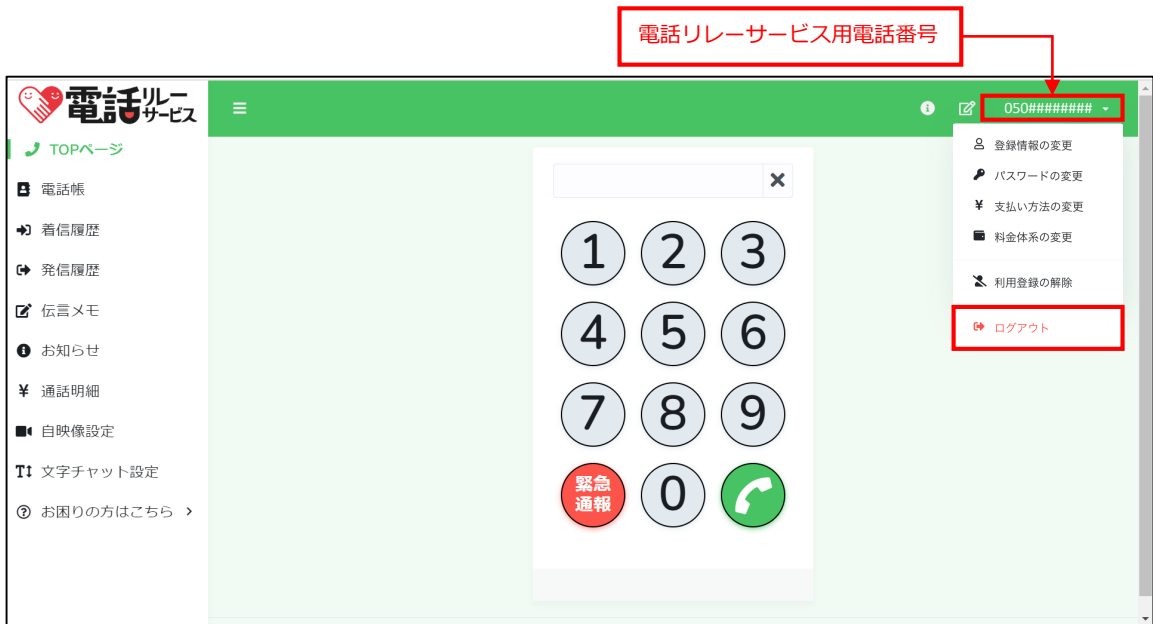 電話リレーサービス用電話番号
電話リレーサービス
050########
TOPページ
電話帳
着信履歴
発信履歴
伝言メモ
お知らせ
通話明細
自映像設定
文字チャット設定
お困りの方はこちら
1 2 3
4 5 6
7 8 9
緊急通報 0
登録情報の変更
パスワードの変更
支払い方法の変更
料金体系の変更
利用登録の解除
ログアウト